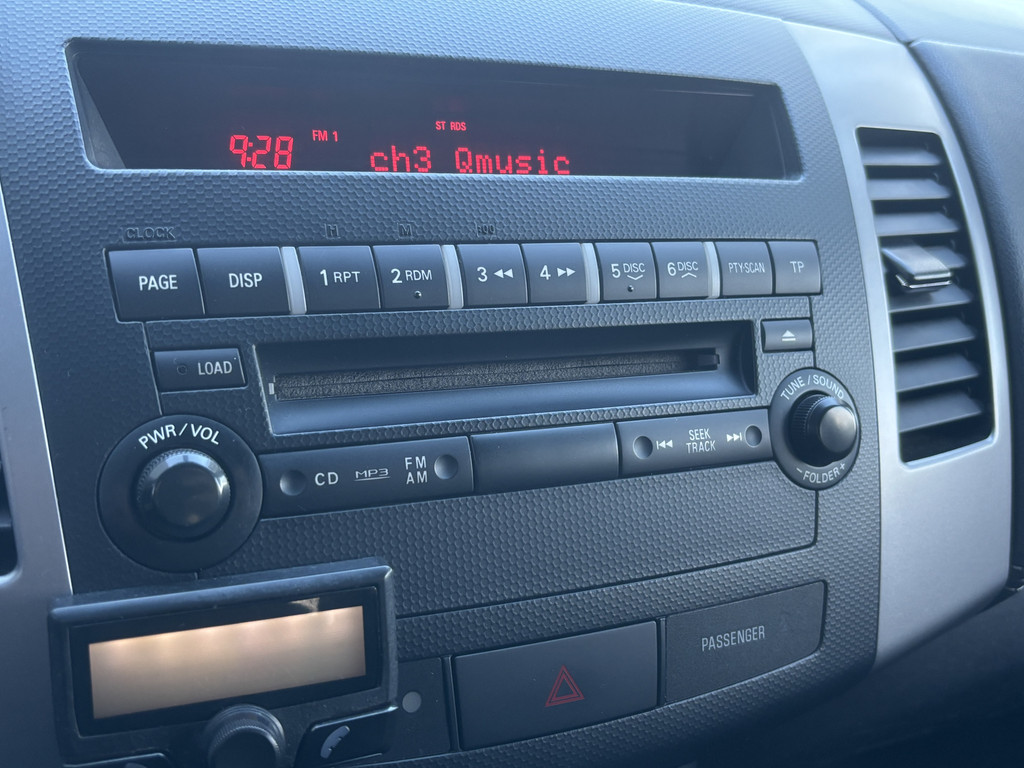 9:28 FM 1 ST RDS
ch3 Qmusic
CLOCK H M :00
PAGE DISP 1 RPT 2 RDM 3 4 5 DISC 6 DISC PTY·SCAN TP
LOAD
TUNE / SOUND
PWR / VOL
CD MP3 FM AM
SEEK TRACK
– FOLDER +
PASSENGER